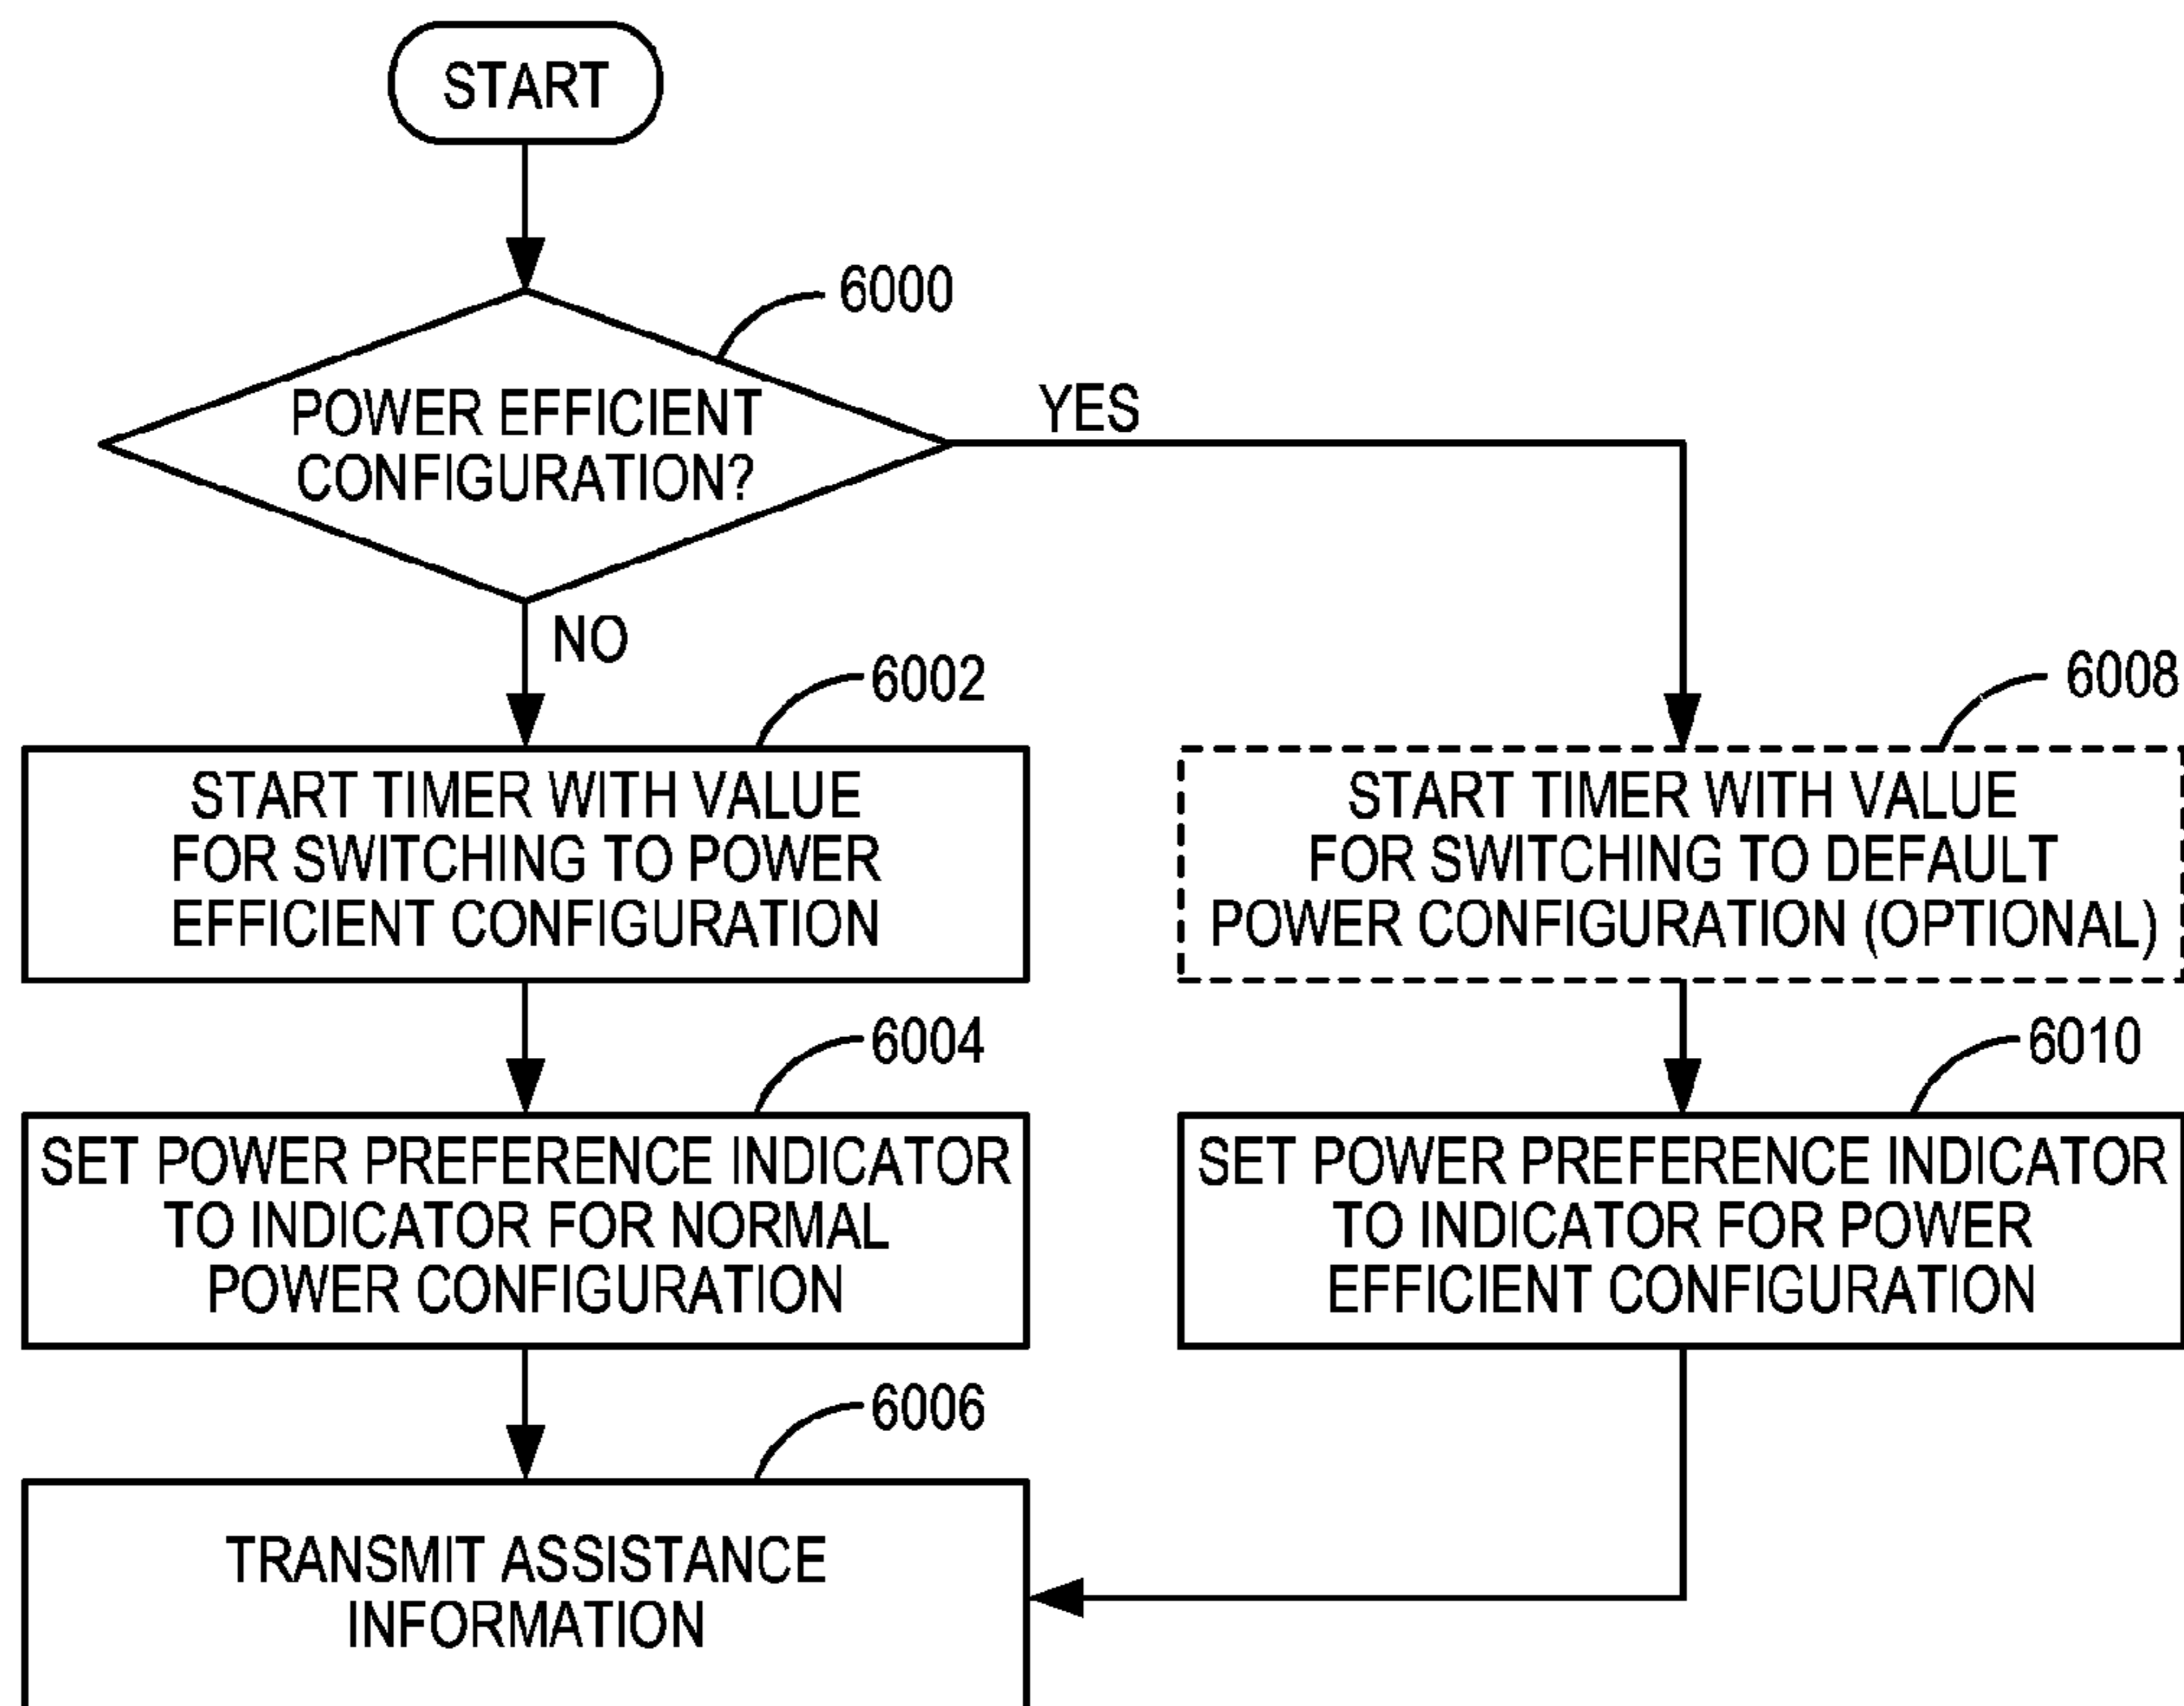 START
6000
POWER EFFICIENT
CONFIGURATION?
YES
NO
6002
START TIMER WITH VALUE
FOR SWITCHING TO POWER
EFFICIENT CONFIGURATION
6008
START TIMER WITH VALUE
FOR SWITCHING TO DEFAULT
POWER CONFIGURATION (OPTIONAL)
6004
SET POWER PREFERENCE INDICATOR
TO INDICATOR FOR NORMAL
POWER CONFIGURATION
6010
SET POWER PREFERENCE INDICATOR
TO INDICATOR FOR POWER
EFFICIENT CONFIGURATION
6006
TRANSMIT ASSISTANCE
INFORMATION